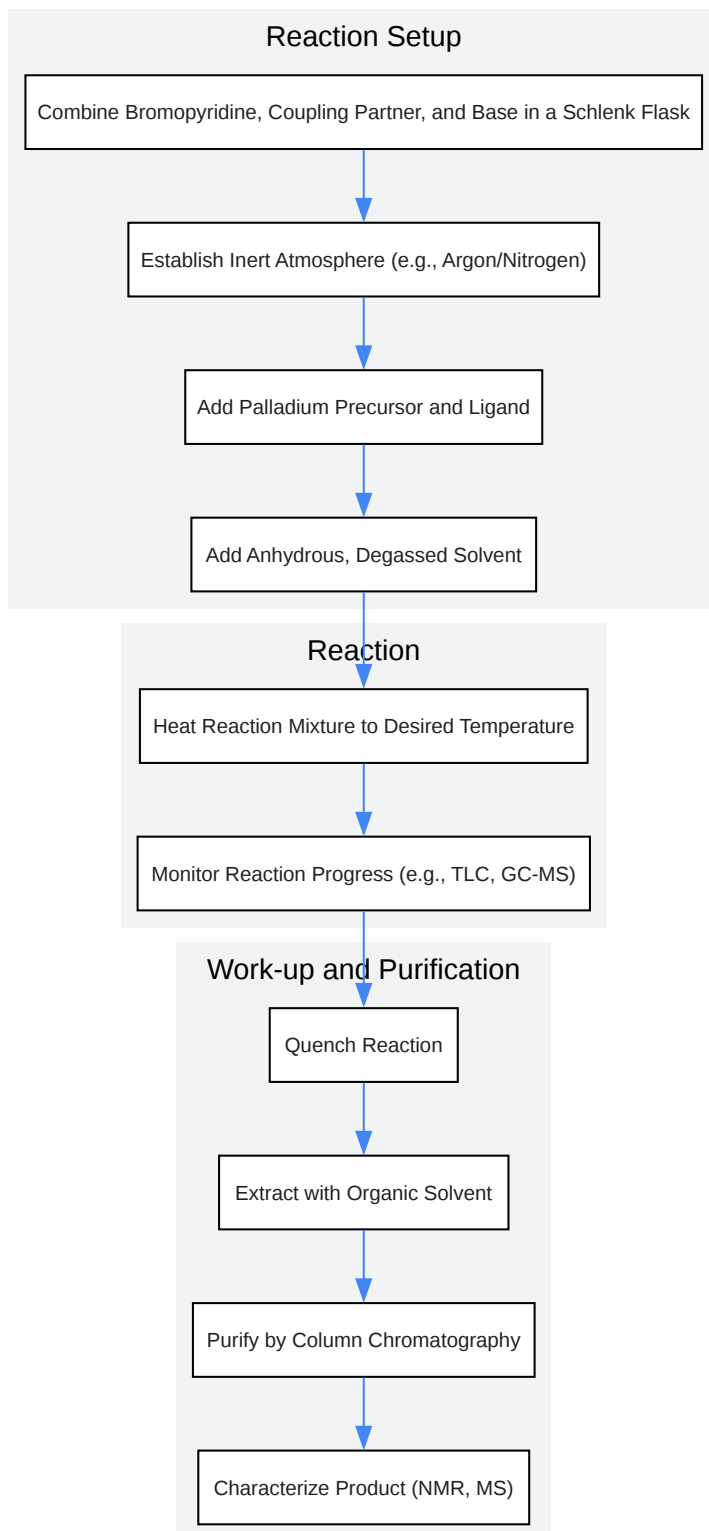 Reaction Setup
Combine Bromopyridine, Coupling Partner, and Base in a Schlenk Flask
Establish Inert Atmosphere (e.g., Argon/Nitrogen)
Add Palladium Precursor and Ligand
Add Anhydrous, Degassed Solvent
Reaction
Heat Reaction Mixture to Desired Temperature
Monitor Reaction Progress (e.g., TLC, GC-MS)
Work-up and Purification
Quench Reaction
Extract with Organic Solvent
Purify by Column Chromatography
Characterize Product (NMR, MS)